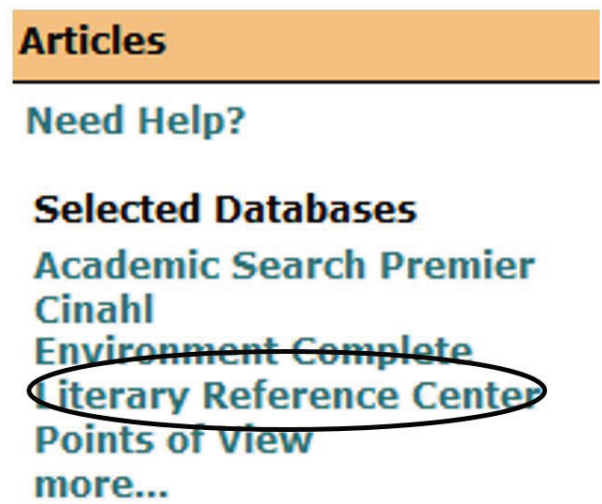 Articles
Need Help?
Selected Databases
Academic Search Premier
Cinahl
Environment Complete
Literary Reference Center
Points of View
more...